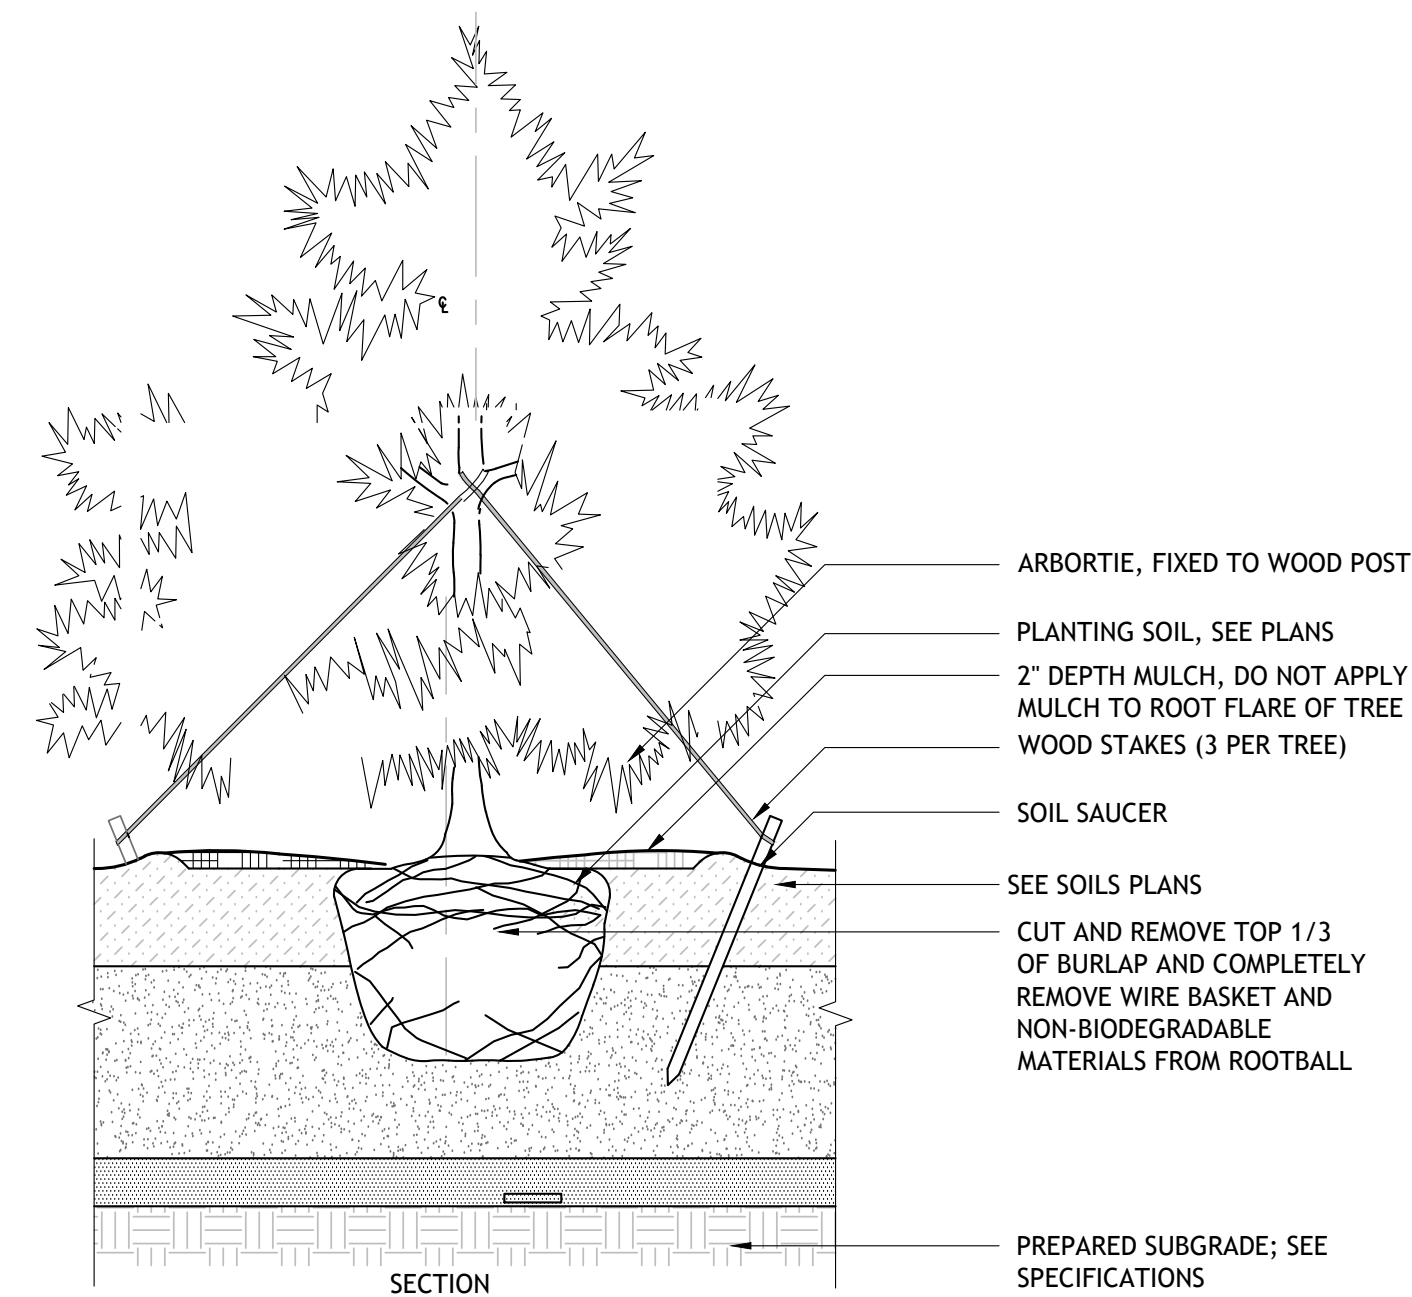 ℄
ARBORTIE, FIXED TO WOOD POST
PLANTING SOIL, SEE PLANS
2" DEPTH MULCH, DO NOT APPLY
MULCH TO ROOT FLARE OF TREE
WOOD STAKES (3 PER TREE)
SOIL SAUCER
SEE SOILS PLANS
CUT AND REMOVE TOP 1/3
OF BURLAP AND COMPLETELY
REMOVE WIRE BASKET AND
NON-BIODEGRADABLE
MATERIALS FROM ROOTBALL
PREPARED SUBGRADE; SEE
SPECIFICATIONS
SECTION